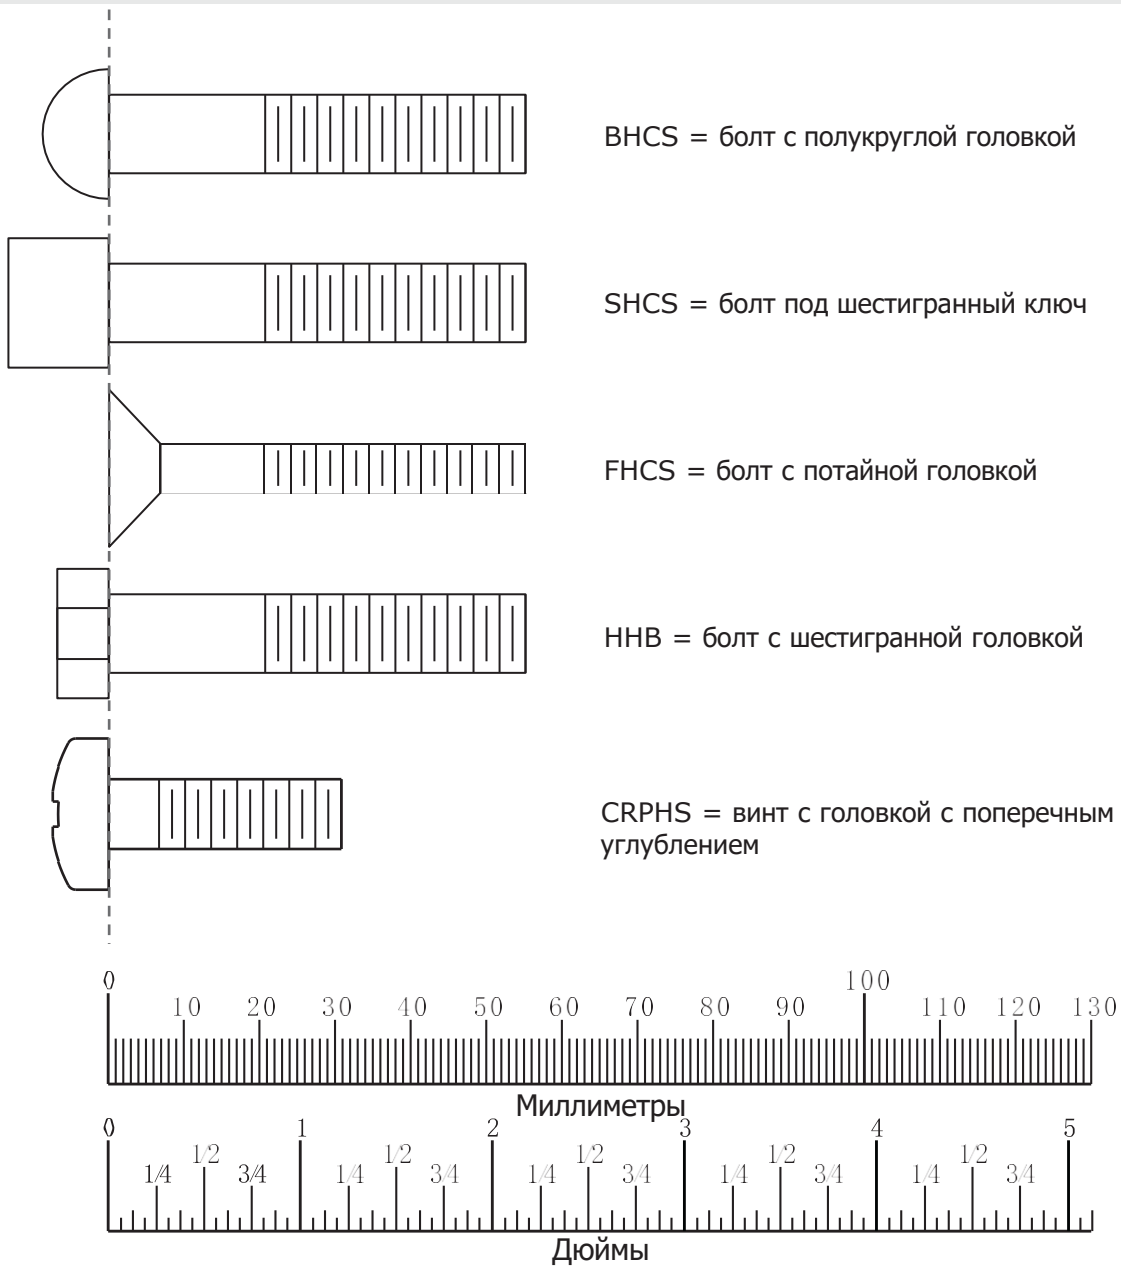 BHCS = болт с полукруглой головкой
SHCS = болт под шестигранный ключ
FHCS = болт с потайной головкой
HHB = болт с шестигранной головкой
CRPHS = винт с головкой с поперечным
углублением
0 100
10 20 30 40 50 60 70 80 90 110 120 130
Миллиметры
0 1 2 3 4 5
1/2 1/2 1/2 1/2 1/2
1/4 3/4 1/4 3/4 1/4 3/4 1/4 3/4 1/4 3/4
Дюймы